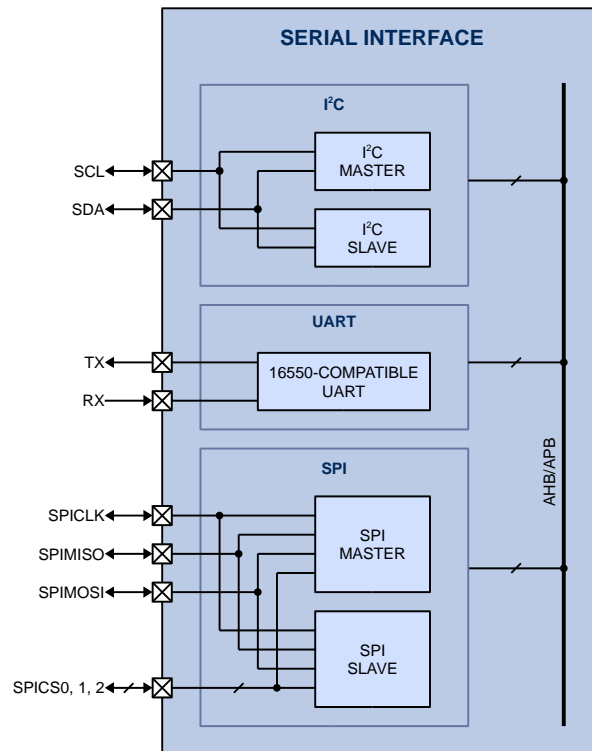 SERIAL INTERFACE
I²C
I²C
MASTER
SCL
SDA
I²C
SLAVE
UART
TX
16550-COMPATIBLE
UART
RX
AHB/APB
SPI
SPICLK
SPI
MASTER
SPIMISO
SPIMOSI
SPI
SLAVE
SPICS0, 1, 2